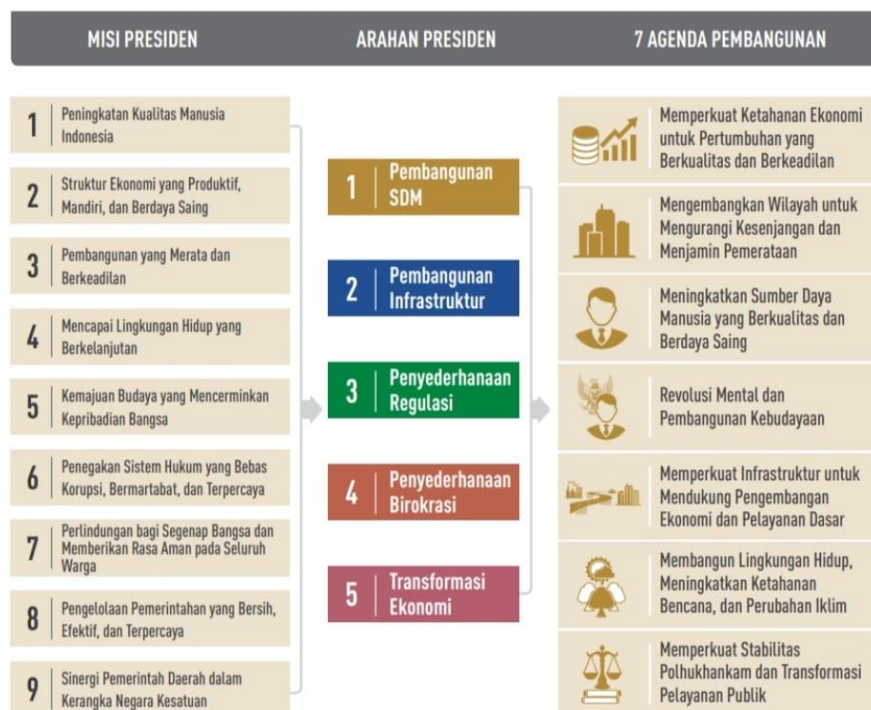 MISI PRESIDEN
ARAHAN PRESIDEN
7 AGENDA PEMBANGUNAN
1
Peningkatan Kualitas Manusia
Indonesia
2
Struktur Ekonomi yang Produktif,
Mandiri, dan Berdaya Saing
3
Pembangunan yang Merata dan
Berkeadilan
4
Mencapai Lingkungan Hidup yang
Berkelanjutan
5
Kemajuan Budaya yang Mencerminkan
Kepribadian Bangsa
6
Penegakan Sistem Hukum yang Bebas
Korupsi, Bermartabat, dan Terpercaya
7
Perlindungan bagi Segenap Bangsa dan
Memberikan Rasa Aman pada Seluruh
Warga
8
Pengelolaan Pemerintahan yang Bersih,
Efektif, dan Terpercaya
9
Sinergi Pemerintah Daerah dalam
Kerangka Negara Kesatuan
1
Pembangunan
SDM
2
Pembangunan
Infrastruktur
3
Penyederhanaan
Regulasi
4
Penyederhanaan
Birokrasi
5
Transformasi
Ekonomi
Memperkuat Ketahanan Ekonomi
untuk Pertumbuhan yang
Berkualitas dan Berkeadilan
Mengembangkan Wilayah untuk
Mengurangi Kesenjangan dan
Menjamin Pemerataan
Meningkatkan Sumber Daya
Manusia yang Berkualitas dan
Berdaya Saing
Revolusi Mental dan
Pembangunan Kebudayaan
Memperkuat Infrastruktur untuk
Mendukung Pengembangan
Ekonomi dan Pelayanan Dasar
Membangun Lingkungan Hidup,
Meningkatkan Ketahanan
Bencana, dan Perubahan Iklim
Memperkuat Stabilitas
Polhukhankam dan Transformasi
Pelayanan Publik